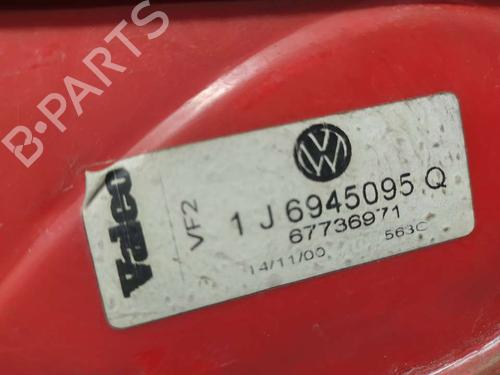 B-PARTS
Valeo
VF2
1 J 6945095 Q
67736971
14/11/00 563C